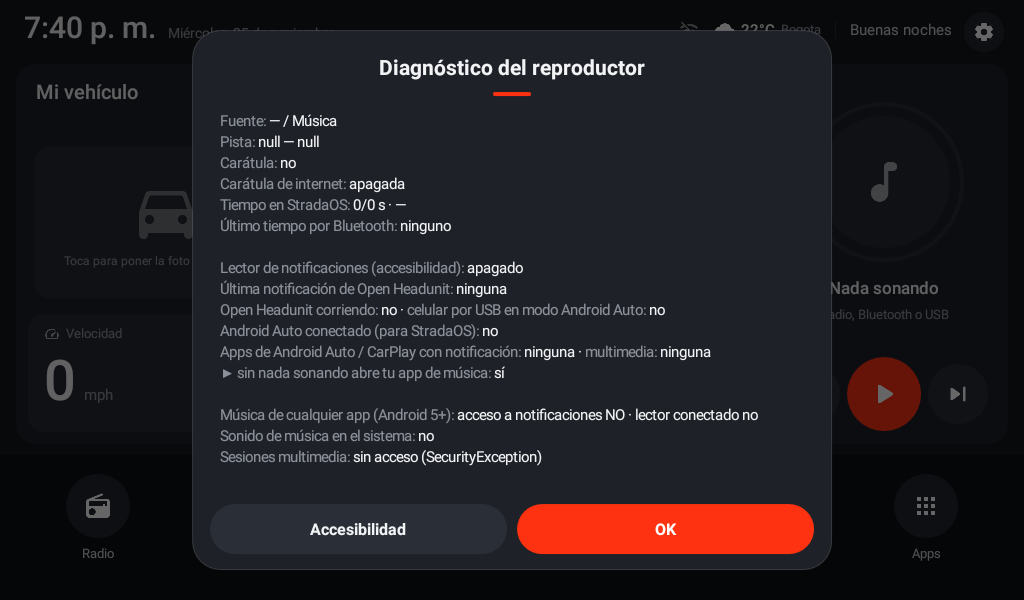 7:40 p. m.
22°C Bogota
Buenas noches
Mi vehículo
Toca para poner la foto
Velocidad
0 mph
Diagnóstico del reproductor
Fuente: — / Música
Pista: null — null
Carátula: no
Carátula de internet: apagada
Tiempo en StradaOS: 0/0 s · —
Último tiempo por Bluetooth: ninguno
Lector de notificaciones (accesibilidad): apagado
Última notificación de Open Headunit: ninguna
Open Headunit corriendo: no · celular por USB en modo Android Auto: no
Android Auto conectado (para StradaOS): no
Apps de Android Auto / CarPlay con notificación: ninguna · multimedia: ninguna
► sin nada sonando abre tu app de música: sí
Música de cualquier app (Android 5+): acceso a notificaciones NO · lector conectado no
Sonido de música en el sistema: no
Sesiones multimedia: sin acceso (SecurityException)
Accesibilidad
OK
Nada sonando
Bluetooth o USB
Radio
Apps